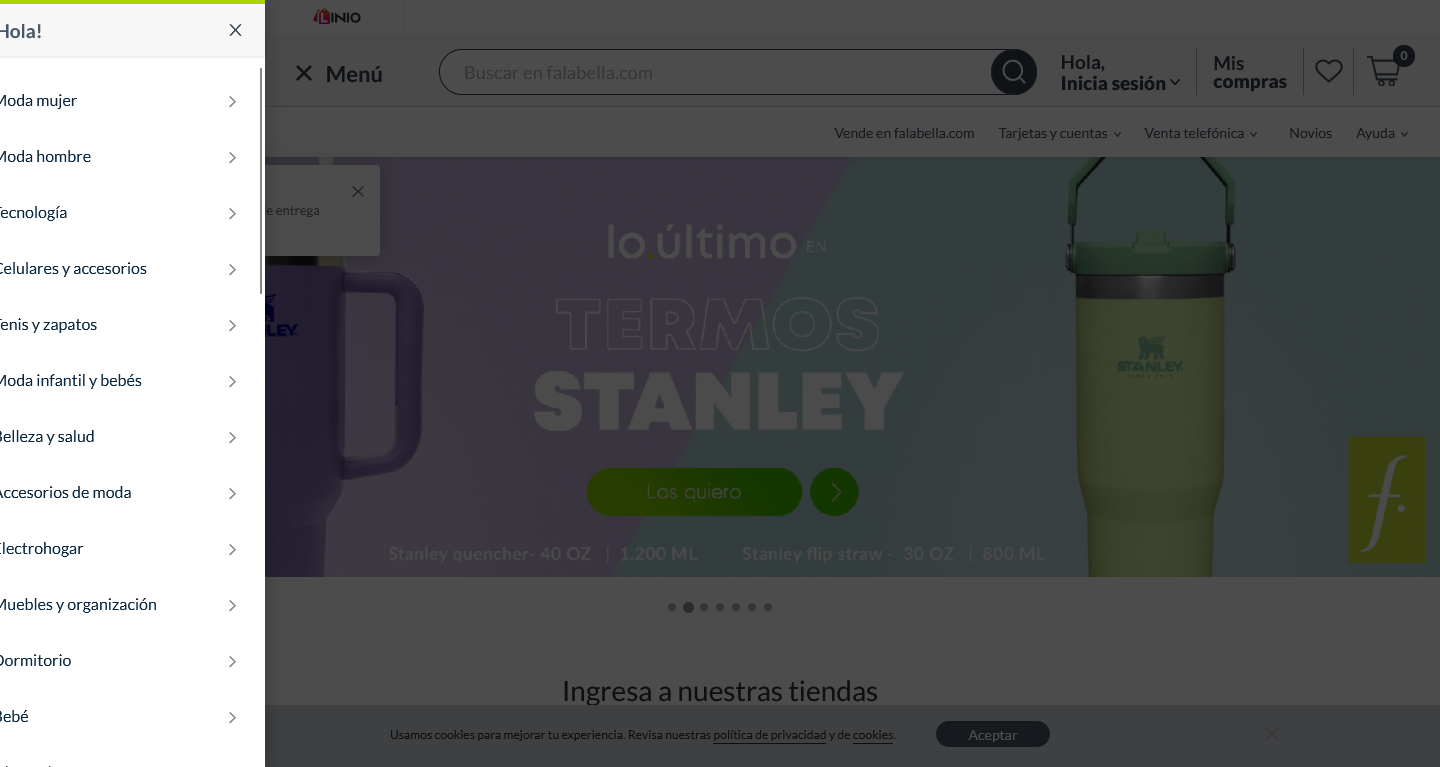 LINIO
Hola!
Menú
Buscar en falabella.com
Hola,
Inicia sesión
Mis
compras
0
Vende en falabella.com
Tarjetas y cuentas
Venta telefónica
Novios
Ayuda
Moda mujer
Moda hombre
Tecnología
Celulares y accesorios
Tenis y zapatos
Moda infantil y bebés
Belleza y salud
Accesorios de moda
Electrohogar
Muebles y organización
Dormitorio
Bebé
entrega
lo último EN
TERMOS
STANLEY
Los quiero
Stanley quencher- 40 OZ | 1.200 ML
Stanley flip straw - 30 OZ | 800 ML
STANLEY
f.
Ingresa a nuestras tiendas
Usamos cookies para mejorar tu experiencia. Revisa nuestras política de privacidad y de cookies.
Aceptar